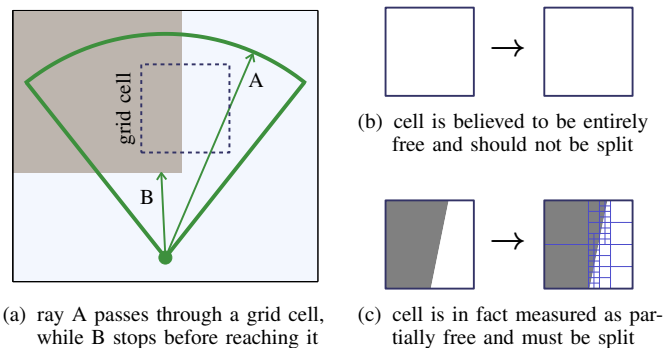 A
grid cell
B
(a) ray A passes through a grid cell,
while B stops before reaching it
(b) cell is believed to be entirely
free and should not be split
(c) cell is in fact measured as par-
tially free and must be split